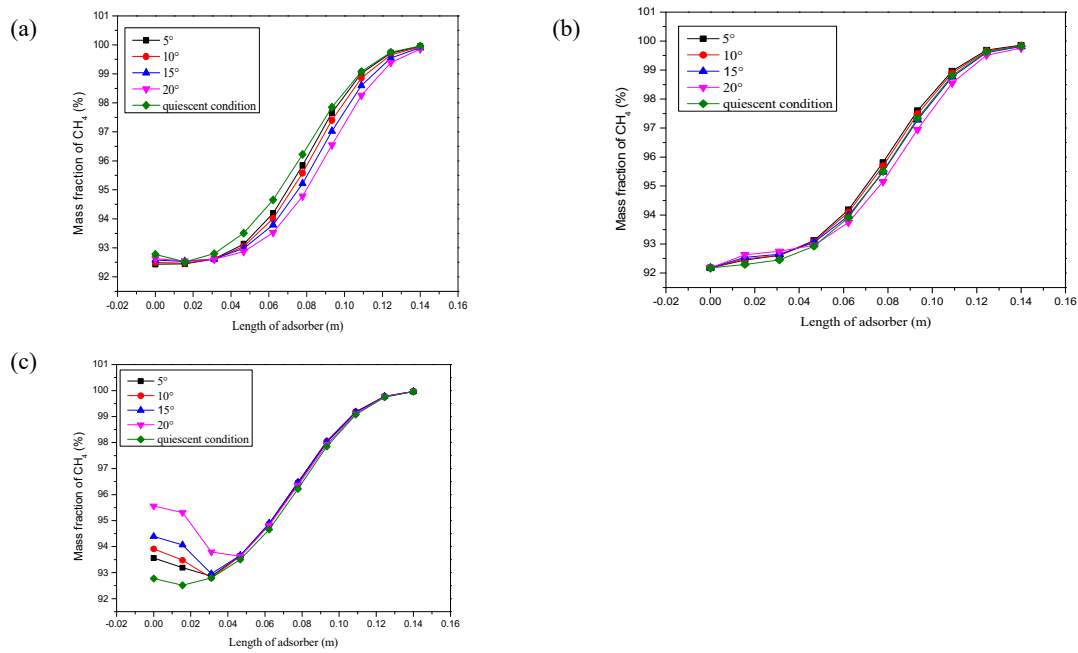 (a)
101
100
99
98
97
96
95
94
93
92
Mass fraction of CH₄ (%)
5°
10°
15°
20°
quiescent condition
-0.02 0.00 0.02 0.04 0.06 0.08 0.10 0.12 0.14 0.16
Length of adsorber (m)
(b)
101
100
99
98
97
96
95
94
93
92
Mass fraction of CH₄ (%)
5°
10°
15°
20°
quiescent condition
-0.02 0.00 0.02 0.04 0.06 0.08 0.10 0.12 0.14 0.16
Length of adsorber (m)
(c)
101
100
99
98
97
96
95
94
93
92
Mass fraction of CH₄ (%)
5°
10°
15°
20°
quiescent condition
-0.02 0.00 0.02 0.04 0.06 0.08 0.10 0.12 0.14 0.16
Length of adsorber (m)